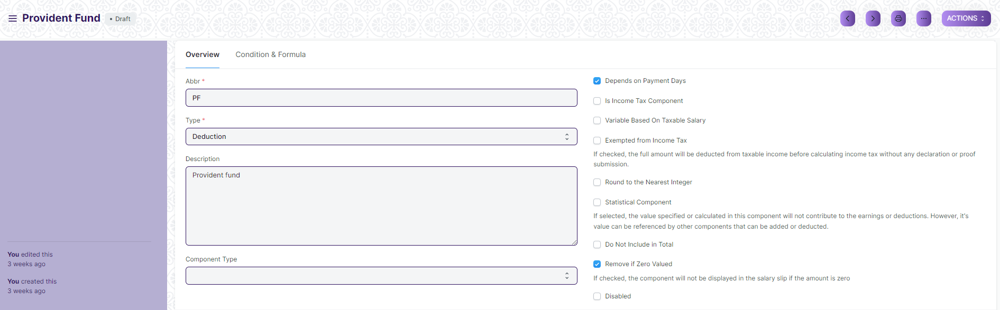 Provident Fund
• Draft
ACTIONS
Overview
Condition & Formula
Abbr *
PF
Type *
Deduction
Description
Provident fund
Component Type
Depends on Payment Days
Is Income Tax Component
Variable Based On Taxable Salary
Exempted from Income Tax
If checked, the full amount will be deducted from taxable income before calculating income tax without any declaration or proof
submission.
Round to the Nearest Integer
Statistical Component
If selected, the value specified or calculated in this component will not contribute to the earnings or deductions. However, it's
value can be referenced by other components that can be added or deducted.
Do Not Include in Total
Remove if Zero Valued
If checked, the component will not be displayed in the salary slip if the amount is zero
Disabled
You edited this
3 weeks ago
You created this
3 weeks ago